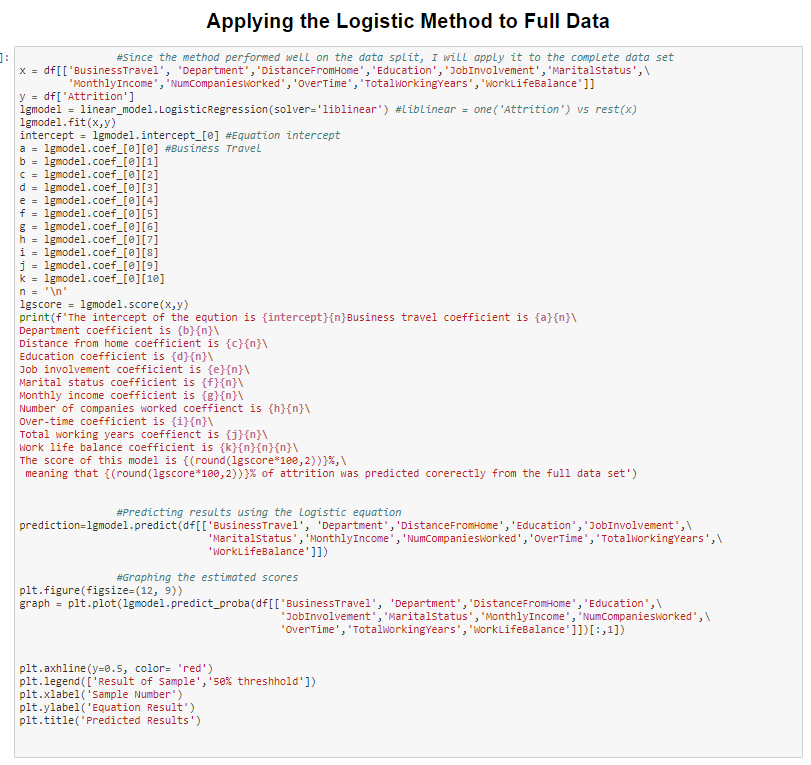 Applying the Logistic Method to Full Data
]:
#Since the method performed well on the data split, I will apply it to the complete data set
x = df[['BusinessTravel', 'Department','DistanceFromHome','Education','JobInvolvement','MaritalStatus',\
'MonthlyIncome','NumCompaniesWorked','OverTime','TotalWorkingYears','WorkLifeBalance']]
y = df['Attrition']
lgmodel = linear_model.LogisticRegression(solver='liblinear') #liblinear = one('Attrition') vs rest(x)
lgmodel.fit(x,y)
intercept = lgmodel.intercept_[0] #Equation intercept
a = lgmodel.coef_[0][0] #Business Travel
b = lgmodel.coef_[0][1]
c = lgmodel.coef_[0][2]
d = lgmodel.coef_[0][3]
e = lgmodel.coef_[0][4]
f = lgmodel.coef_[0][5]
g = lgmodel.coef_[0][6]
h = lgmodel.coef_[0][7]
i = lgmodel.coef_[0][8]
j = lgmodel.coef_[0][9]
k = lgmodel.coef_[0][10]
n = '\n'
lgscore = lgmodel.score(x,y)
print(f'The intercept of the eqution is {intercept}{n}Business travel coefficient is {a}{n}\
Department coefficient is {b}{n}\
Distance from home coefficient is {c}{n}\
Education coefficient is {d}{n}\
Job involvement coefficient is {e}{n}\
Marital status coefficient is {f}{n}\
Monthly income coefficient is {g}{n}\
Number of companies worked coeffienct is {h}{n}\
Over-time coefficient is {i}{n}\
Total working years coeffienct is {j}{n}\
Work life balance coefficient is {k}{n}{n}{n}\
The score of this model is {(round(lgscore*100,2))}%,\
meaning that {(round(lgscore*100,2))}% of attrition was predicted corerectly from the full data set')
#Predicting results using the logistic equation
prediction=lgmodel.predict(df[['BusinessTravel', 'Department','DistanceFromHome','Education','JobInvolvement',\
'MaritalStatus','MonthlyIncome','NumCompaniesWorked','OverTime','TotalWorkingYears',\
'WorkLifeBalance']])
#Graphing the estimated scores
plt.figure(figsize=(12, 9))
graph = plt.plot(lgmodel.predict_proba(df[['BusinessTravel', 'Department','DistanceFromHome','Education',\
'JobInvolvement','MaritalStatus','MonthlyIncome','NumCompaniesWorked',\
'OverTime','TotalWorkingYears','WorkLifeBalance']])[:,1])
plt.axhline(y=0.5, color= 'red')
plt.legend(['Result of Sample','50% threshhold'])
plt.xlabel('Sample Number')
plt.ylabel('Equation Result')
plt.title('Predicted Results')